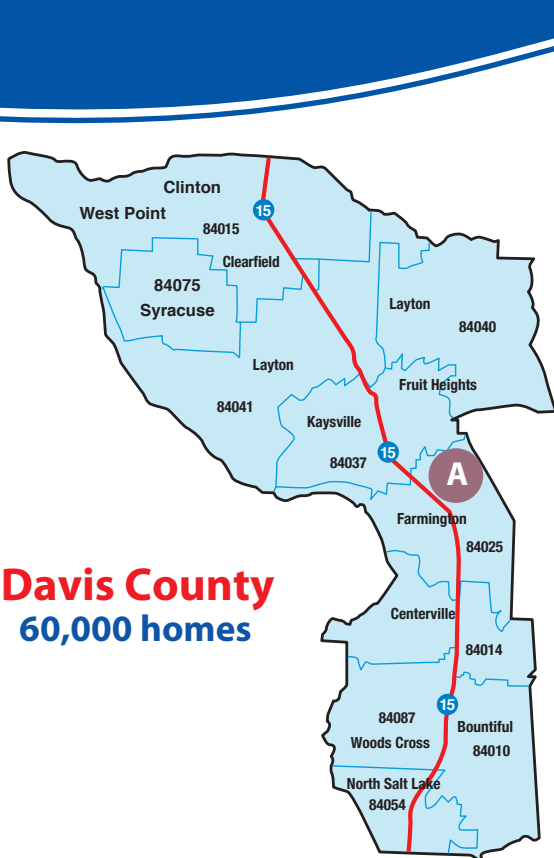 Clinton
West Point
15
84015
Clearfield
84075
Syracuse
Layton
84040
Layton
Fruit Heights
84041
Kaysville
15
84037
A
Farmington
84025
Davis County
60,000 homes
Centerville
84014
15
84087
Bountiful
Woods Cross
84010
North Salt Lake
84054